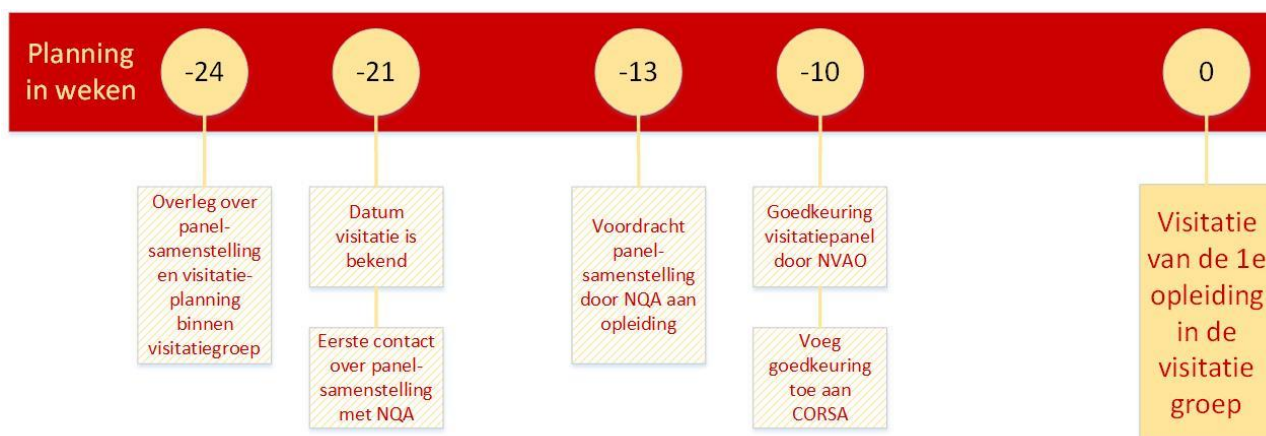 Planning
in weken
-24
-21
-13
-10
0
Overleg over
panel-
samenstelling
en visitatie-
planning
binnen
visitatiegroep
Datum
visitatie is
bekend
Eerste contact
over panel-
samenstelling
met NQA
Voordracht
panel-
samenstelling
door NQA aan
opleiding
Goedkeuring
visitatiepanel
door NVAO
Voeg
goedkeuring
toe aan
CORSA
Visitatie
van de 1e
opleiding
in de
visitatie
groep